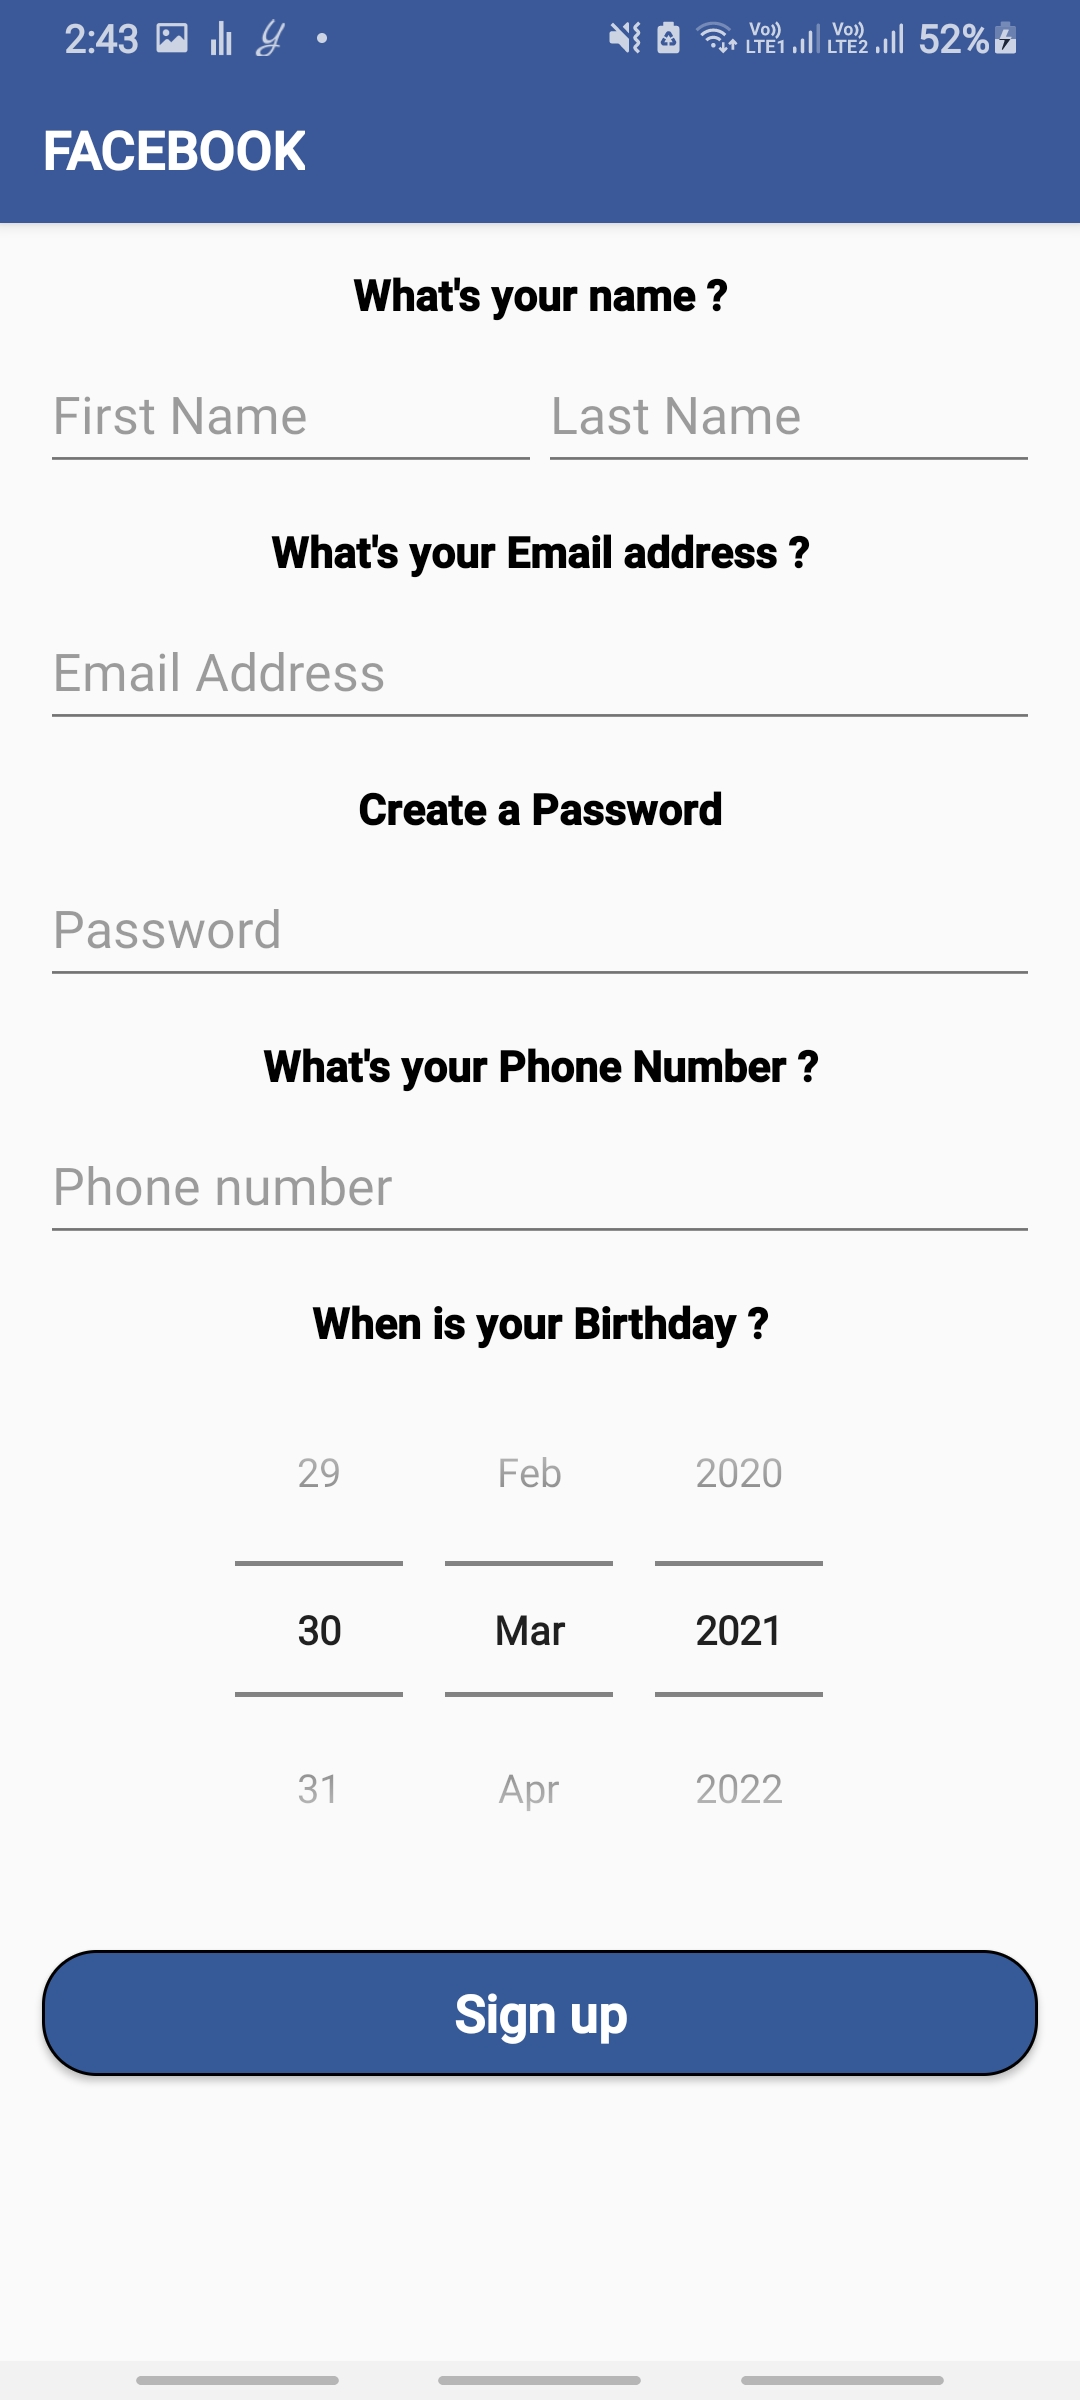 2:43 Vo)) LTE1 Vo)) LTE2 52%
FACEBOOK
What's your name ?
First Name Last Name
What's your Email address ?
Email Address
Create a Password
Password
What's your Phone Number ?
Phone number
When is your Birthday ?
29 Feb 2020
30 Mar 2021
31 Apr 2022
Sign up